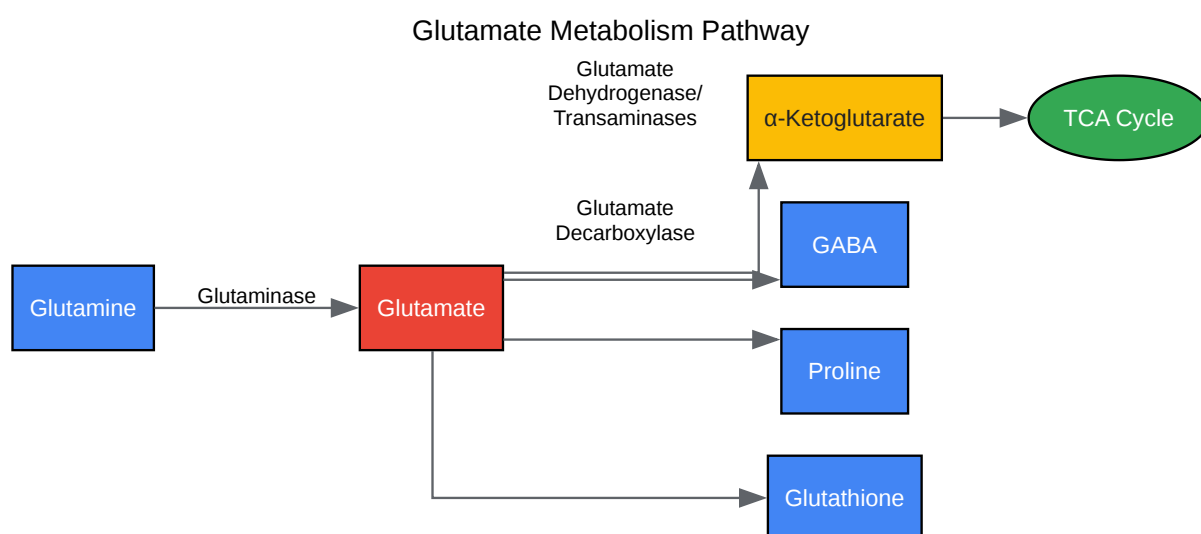 Glutamate Metabolism Pathway
Glutamate
Dehydrogenase/
Transaminases
α-Ketoglutarate
TCA Cycle
Glutamate
Decarboxylase
GABA
Glutamine
Glutaminase
Glutamate
Proline
Glutathione